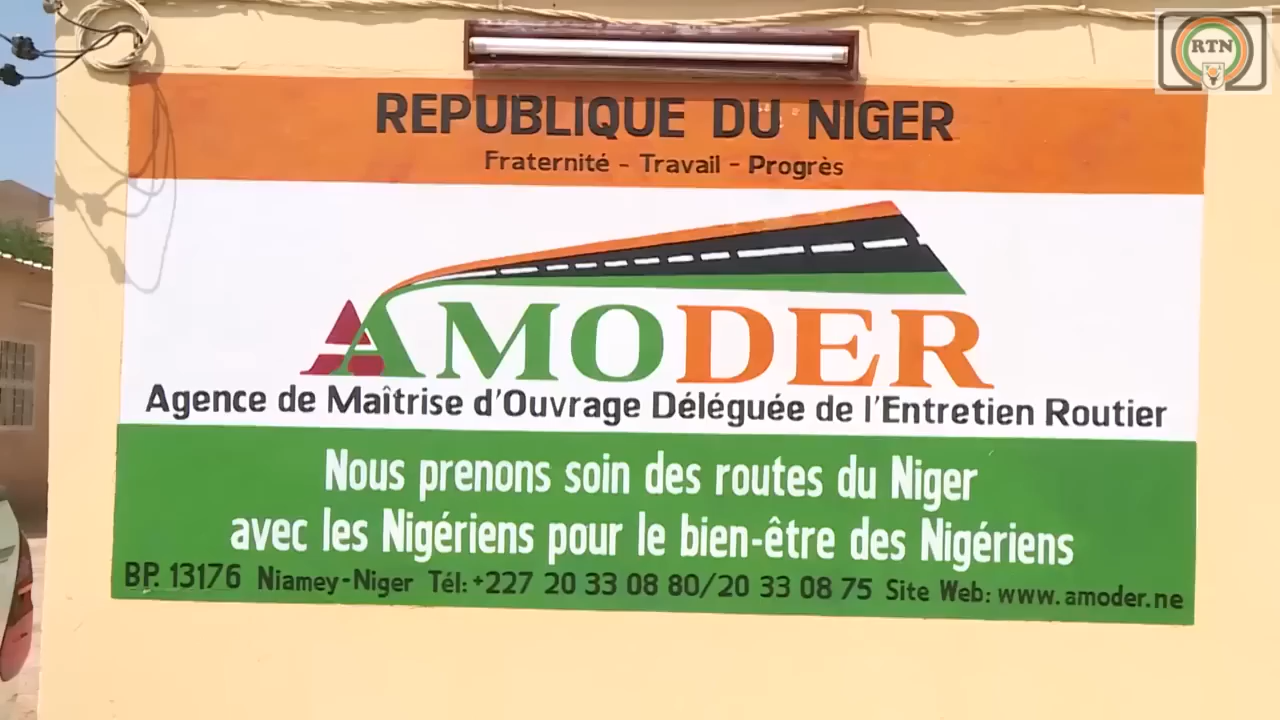 RTN
REPUBLIQUE DU NIGER
Fraternité - Travail - Progrès
AMODER
Agence de Maîtrise d'Ouvrage Déléguée de l'Entretien Routier
Nous prenons soin des routes du Niger
avec les Nigériens pour le bien-être des Nigériens
BP. 13176 Niamey-Niger Tél: +227 20 33 08 80/20 33 08 75 Site Web: www.amoder.ne